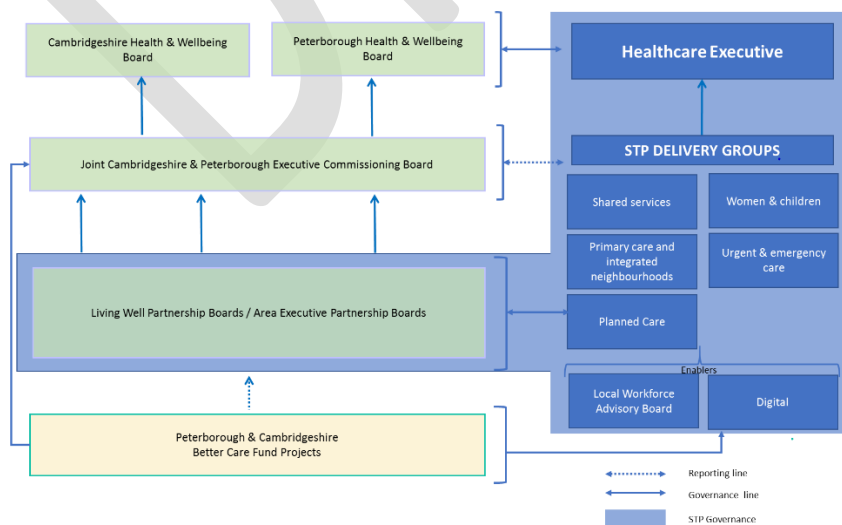 Cambridgeshire Health & Wellbeing
Board
Peterborough Health & Wellbeing
Board
Healthcare Executive
Joint Cambridgeshire & Peterborough Executive Commissioning Board
STP DELIVERY GROUPS
Shared services
Women & children
Primary care and
integrated
neighbourhoods
Urgent & emergency
care
Living Well Partnership Boards / Area Executive Partnership Boards
Planned Care
Enablers
Local Workforce
Advisory Board
Digital
Peterborough & Cambridgeshire
Better Care Fund Projects
Reporting line
Governance line
STP Governance